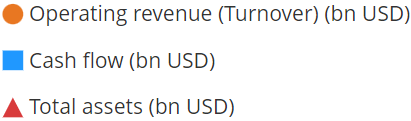 Operating revenue (Turnover) (bn USD)
Cash flow (bn USD)
Total assets (bn USD)